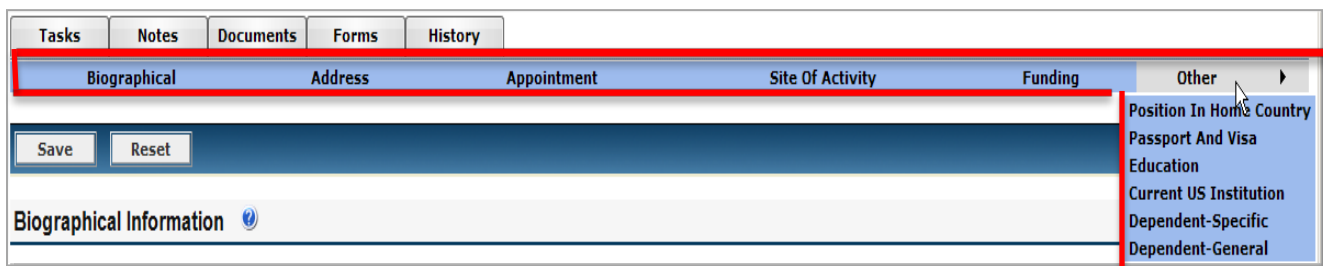 Tasks Notes Documents Forms History
Biographical Address Appointment Site Of Activity Funding Other
Position In Home Country
Passport And Visa
Save Reset
Education
Current US Institution
Biographical Information
Dependent-Specific
Dependent-General